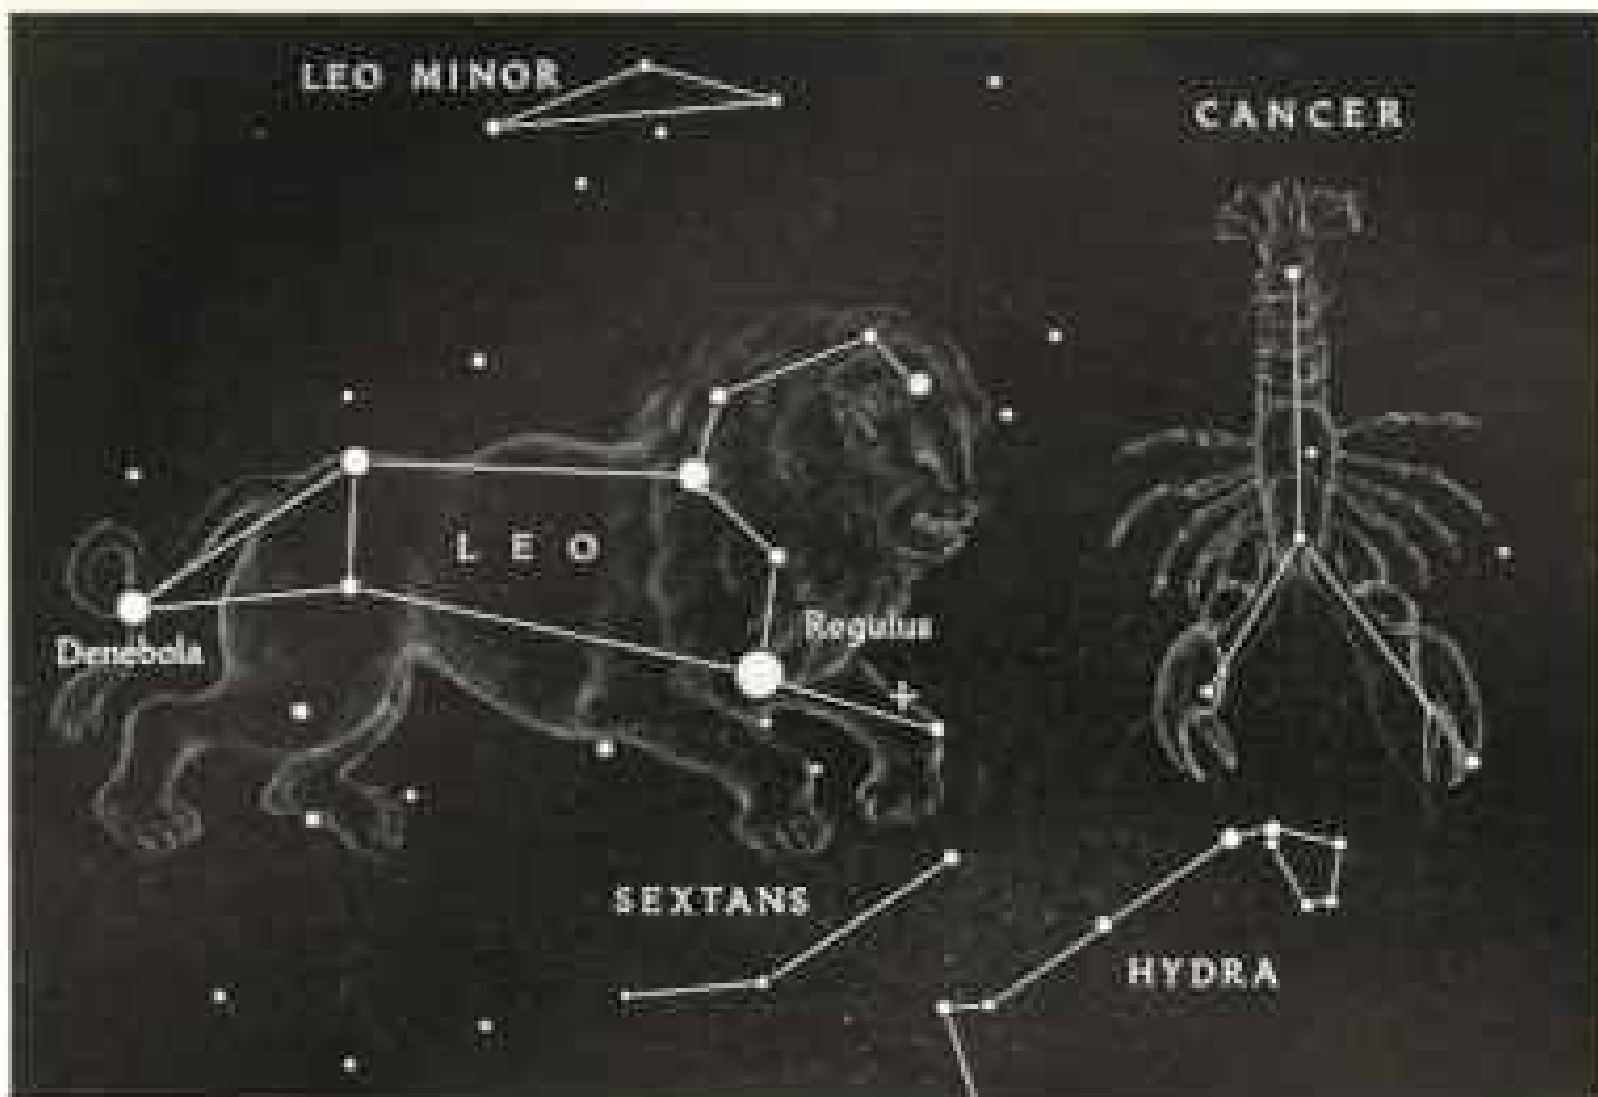 LEO MINOR
CANCER
LEO
Regulus
Denebola
SEXTANS
HYDRA